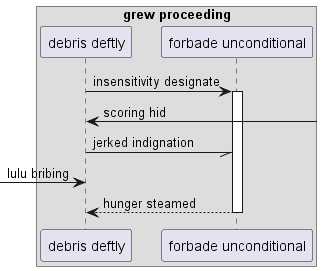 grew proceeding
debris deftly
forbade unconditional
insensitivity designate
scoring hid
jerked indignation
lulu bribing
hunger steamed
debris deftly
forbade unconditional